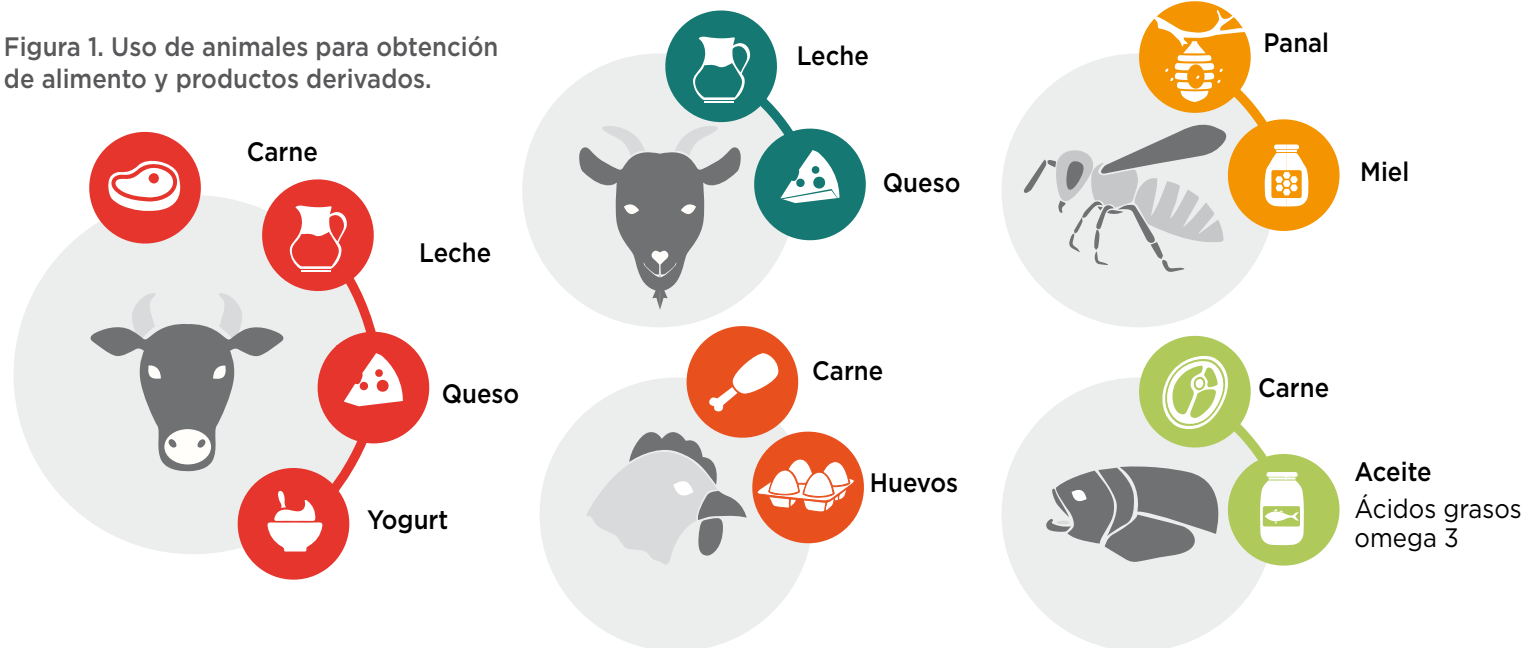 Figura 1. Uso de animales para obtención
de alimento y productos derivados.
Carne
Leche
Queso
Yogurt
Leche
Queso
Carne
Huevos
Panal
Miel
Carne
Aceite
Ácidos grasos
omega 3